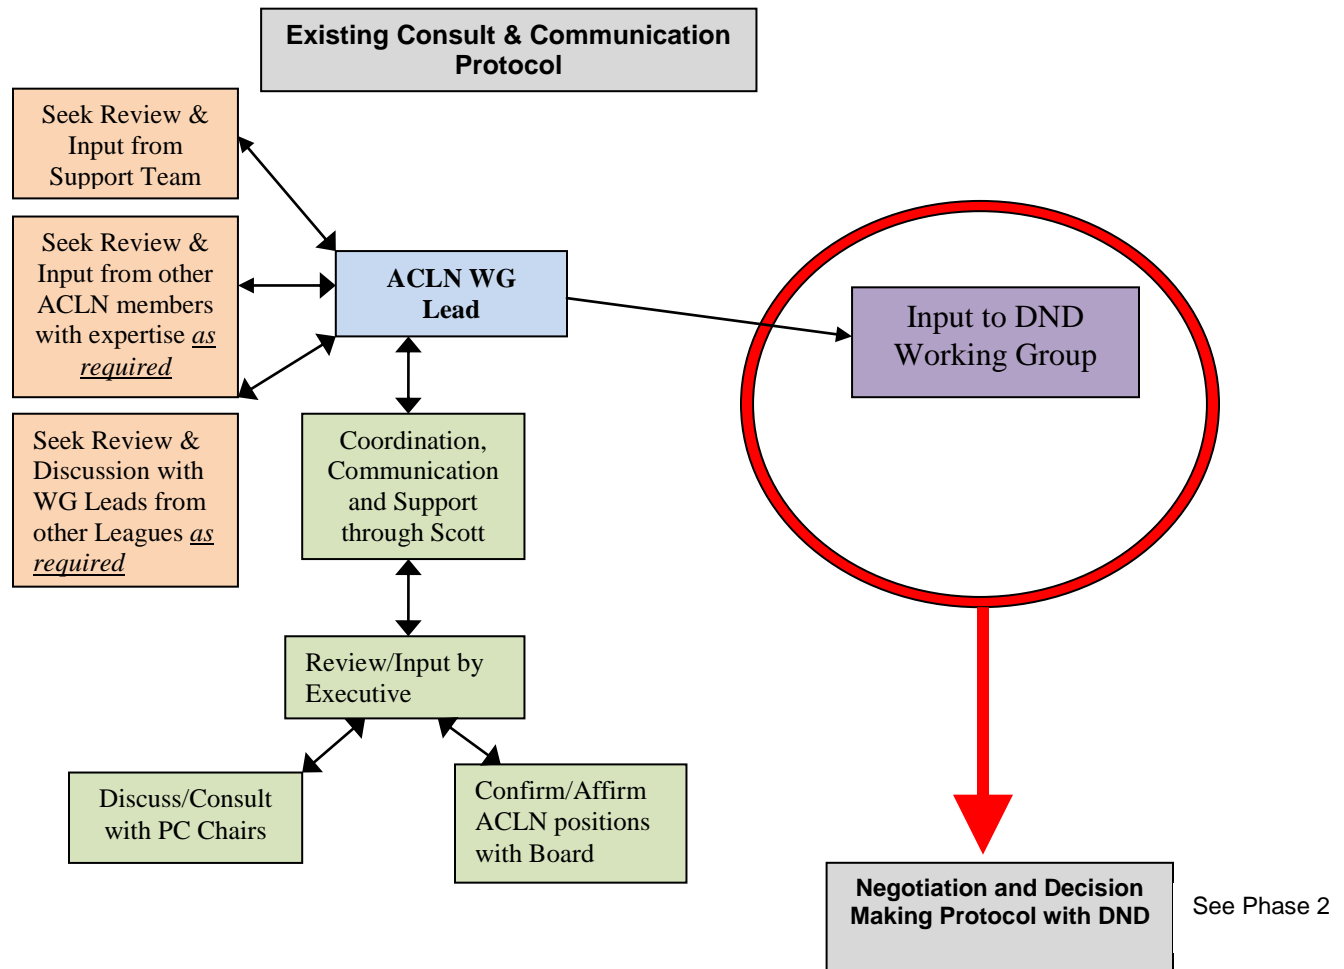 Existing Consult & Communication
Protocol
Seek Review &
Input from
Support Team
Seek Review &
Input from other
ACLN members
with expertise as
required
Seek Review &
Discussion with
WG Leads from
other Leagues as
required
ACLN WG
Lead
Input to DND
Working Group
Coordination,
Communication
and Support
through Scott
Review/Input by
Executive
Discuss/Consult
with PC Chairs
Confirm/Affirm
ACLN positions
with Board
Negotiation and Decision
Making Protocol with DND
See Phase 2